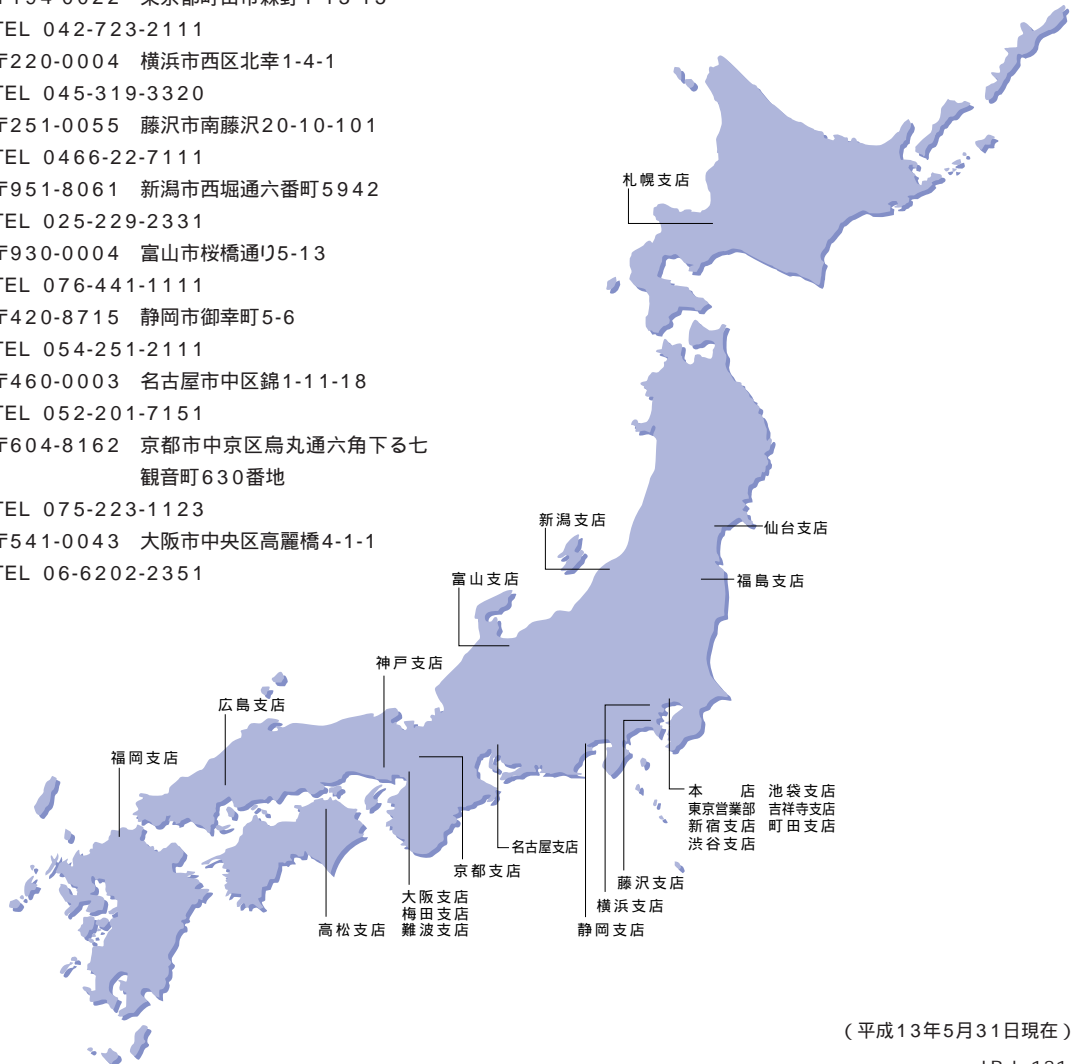 TEL 042-723-2111
〒220-0004 横浜市西区北幸1-4-1
TEL 045-319-3320
〒251-0055 藤沢市南藤沢20-10-101
TEL 0466-22-7111
〒951-8061 新潟市西堀通六番町5942
TEL 025-229-2331
〒930-0004 富山市桜橋通り5-13
TEL 076-441-1111
〒420-8715 静岡市御幸町5-6
TEL 054-251-2111
〒460-0003 名古屋市中区錦1-11-18
TEL 052-201-7151
〒604-8162 京都市中京区烏丸通六角下る七
観音町630番地
TEL 075-223-1123
〒541-0043 大阪市中央区高麗橋4-1-1
TEL 06-6202-2351
札幌支店
新潟支店
仙台支店
富山支店
福島支店
神戸支店
広島支店
福岡支店
本 店 池袋支店
東京営業部 吉祥寺支店
新宿支店 町田支店
渋谷支店
名古屋支店
京都支店
藤沢支店
大阪支店
梅田支店
難波支店
横浜支店
高松支店
静岡支店
(平成13年5月31日現在)